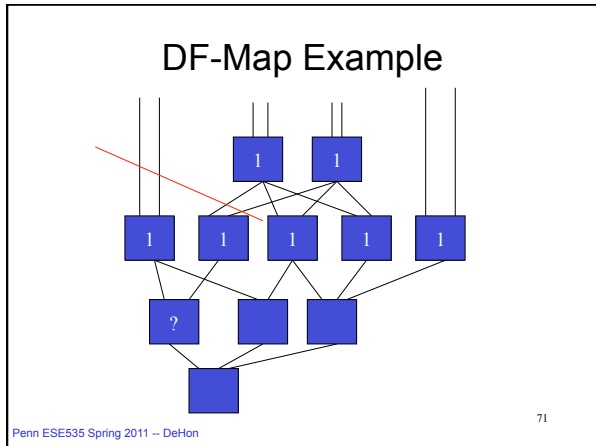 DF-Map Example
1 1
1 1 1 1 1
?
71
Penn ESE535 Spring 2011 -- DeHon